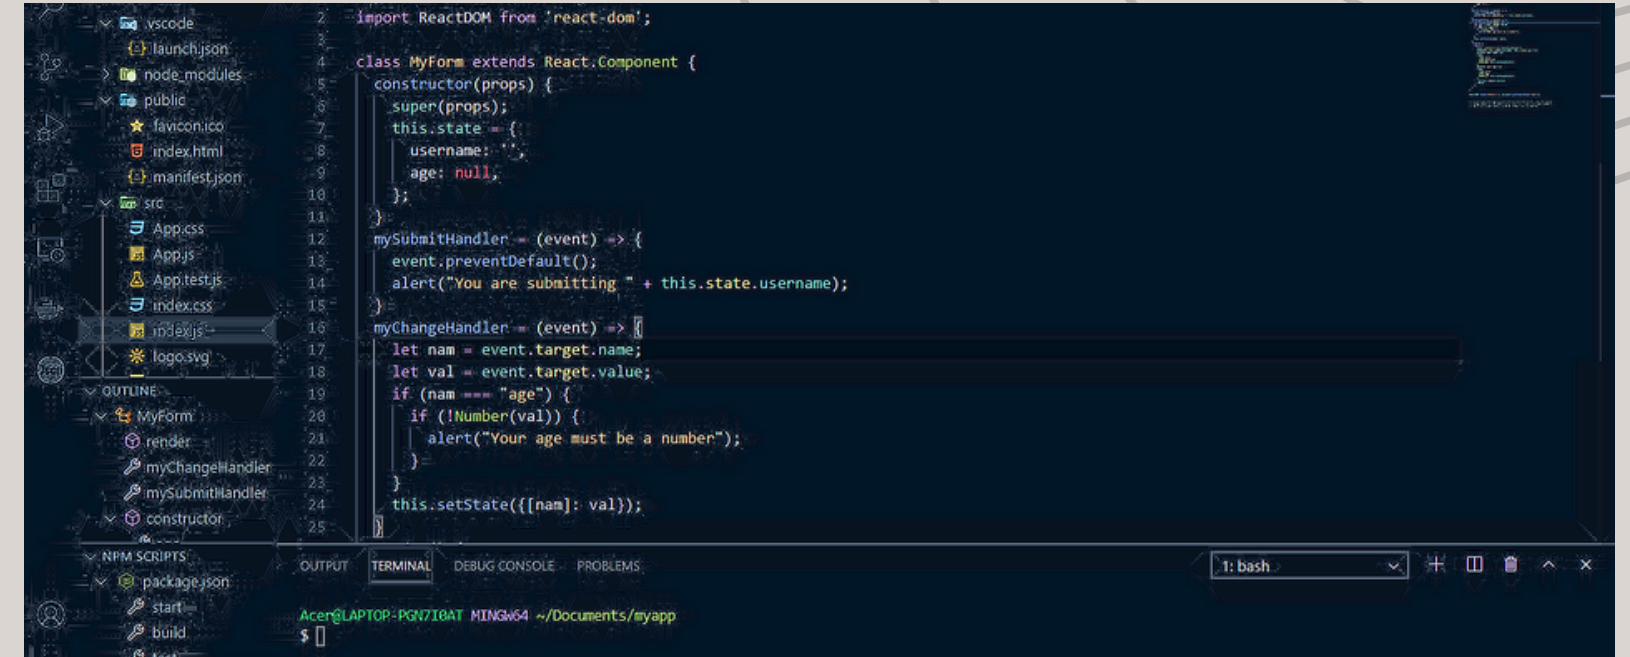 .vscode
launch.json
node_modules
public
favicon.ico
index.html
manifest.json
src
App.css
App.js
App.test.js
index.css
index.js
logo.svg
OUTLINE
MyForm
render
myChangeHandler
mySubmitHandler
constructor
NPM SCRIPTS
package.json
start
build
2 import ReactDOM from 'react-dom';
3
4 class MyForm extends React.Component {
5 constructor(props) {
6 super(props);
7 this.state = {
8 username: '',
9 age: null,
10 };
11 }
12 mySubmitHandler = (event) => {
13 event.preventDefault();
14 alert("You are submitting " + this.state.username);
15 }
16 myChangeHandler = (event) => {
17 let nam = event.target.name;
18 let val = event.target.value;
19 if (nam === "age") {
20 if (!Number(val)) {
21 alert("Your age must be a number");
22 }
23 }
24 this.setState({[nam]: val});
25 }
OUTPUT TERMINAL DEBUG CONSOLE PROBLEMS 1: bash
Acer@LAPTOP-PGN7I0AT MINGW64 ~/Documents/myapp
$